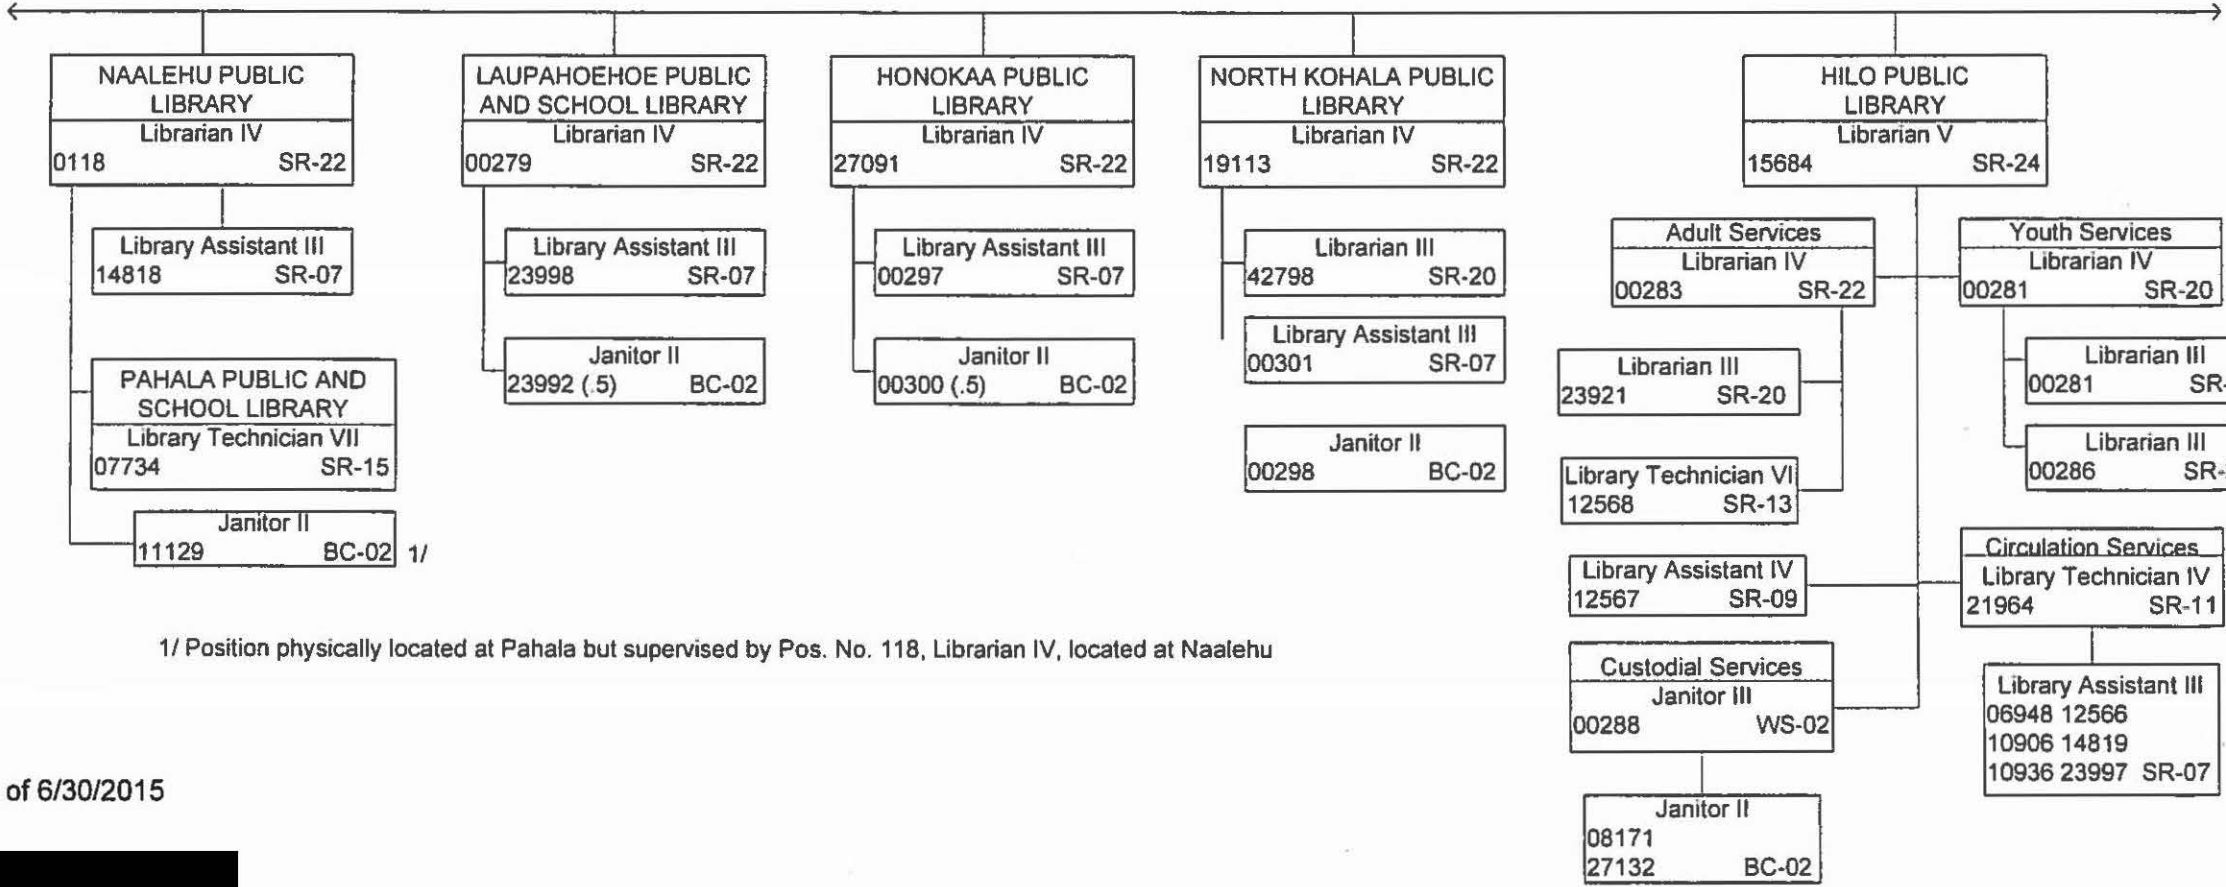 NAALEHU PUBLIC
LIBRARY
Librarian IV
0118 SR-22
Library Assistant III
14818 SR-07
PAHALA PUBLIC AND
SCHOOL LIBRARY
Library Technician VII
07734 SR-15
Janitor II
11129 BC-02 1/
LAUPAHOEHOE PUBLIC
AND SCHOOL LIBRARY
Librarian IV
00279 SR-22
Library Assistant III
23998 SR-07
Janitor II
23992 (.5) BC-02
HONOKAA PUBLIC
LIBRARY
Librarian IV
27091 SR-22
Library Assistant III
00297 SR-07
Janitor II
00300 (.5) BC-02
NORTH KOHALA PUBLIC
LIBRARY
Librarian IV
19113 SR-22
Librarian III
42798 SR-20
Library Assistant III
00301 SR-07
Janitor II
00298 BC-02
HILO PUBLIC
LIBRARY
Librarian V
15684 SR-24
Adult Services
Librarian IV
00283 SR-22
Librarian III
23921 SR-20
Library Technician VI
12568 SR-13
Youth Services
Librarian IV
00281 SR-20
Librarian III
00281 SR-
Librarian III
00286 SR-
Library Assistant IV
12567 SR-09
Circulation Services
Library Technician IV
21964 SR-11
Library Assistant III
06948 12566
10906 14819
10936 23997 SR-07
Custodial Services
Janitor III
00288 WS-02
Janitor II
08171
27132 BC-02
1/ Position physically located at Pahala but supervised by Pos. No. 118, Librarian IV, located at Naalehu
of 6/30/2015